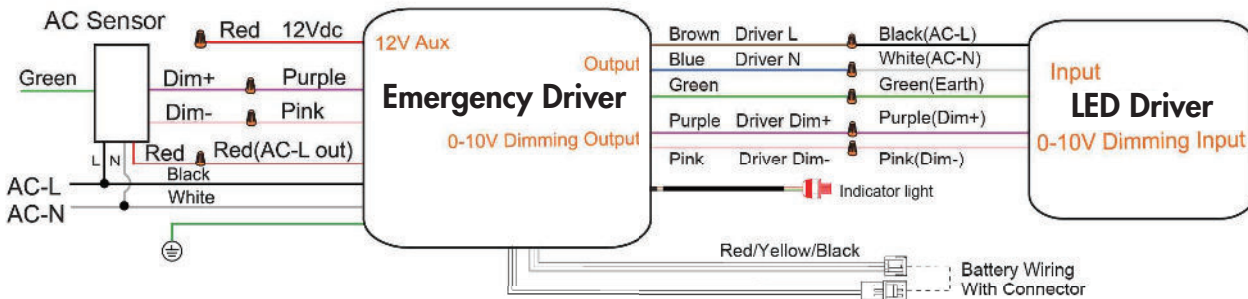 AC Sensor
Red 12Vdc
12V Aux
Green
Dim+ Purple
Dim- Pink
L N
Red Red(AC-L out)
Black
AC-L
White
AC-N
Emergency Driver
Output
0-10V Dimming Output
Brown Driver L Black(AC-L)
Blue Driver N White(AC-N)
Green Green(Earth)
Purple Driver Dim+ Purple(Dim+)
Pink Driver Dim- Pink(Dim-)
Indicator light
Input
LED Driver
0-10V Dimming Input
Red/Yellow/Black
Battery Wiring
With Connector